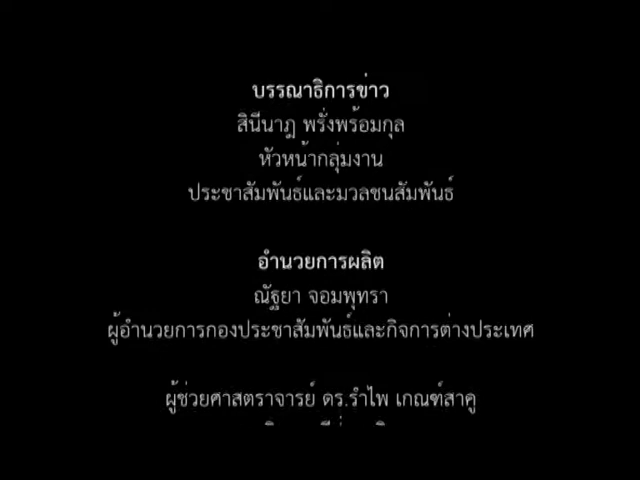 บรรณาธิการข่าว
สินีนาฎ พรั่งพร้อมกุล
หัวหน้ากลุ่มงาน
ประชาสัมพันธ์และมวลชนสัมพันธ์
อำนวยการผลิต
ณัฐยา จอมพุทรา
ผู้อำนวยการกองประชาสัมพันธ์และกิจการต่างประเทศ
ผู้ช่วยศาสตราจารย์ ดร.รำไพ เกณฑ์สาคู